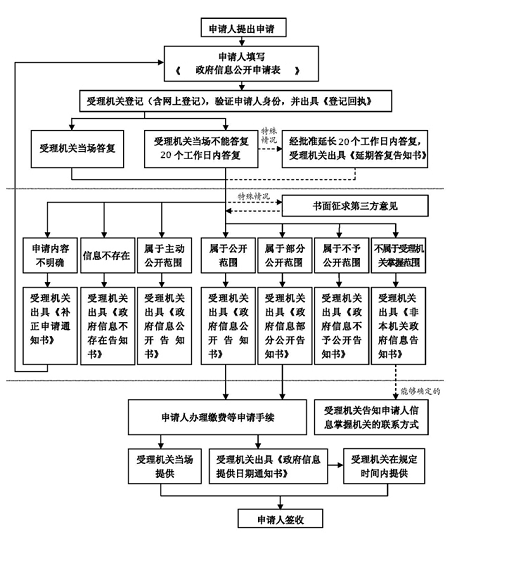 申请人提出申请
申请人填写
《 政府信息公开申请表 》
受理机关登记（含网上登记），验证申请人身份，并出具《登记回执》
受理机关当场答复
受理机关当场不能答复
20个工作日内答复
特殊
情况
经批准延长20个工作日内答复，
受理机关出具《延期答复告知书》
特殊情况
书面征求第三方意见
申请内容
不明确
信息不存在
属于主动
公开范围
属于公开
范围
属于部分
公开范围
属于不予
公开范围
不属于受理机
关掌握范围
受理机关
出具《补
正申请通
知书》
受理机关
出具《政
府信息不
存在告知
书》
受理机关
出具《政
府信息公
开告知
书》
受理机关
出具《政
府信息公
开告知
书》
受理机关
出具《政
府信息部
分公开告
知书》
受理机关
出具《政
府信息不
予公开告
知书》
受理机关
出具《非
本机关政
府信息告
知书》
能够确定的
申请人办理缴费等申请手续
受理机关告知申请人信
息掌握机关的联系方式
受理机关当场
提供
受理机关出具《政府信息
提供日期通知书》
受理机关在规定
时间内提供
申请人签收